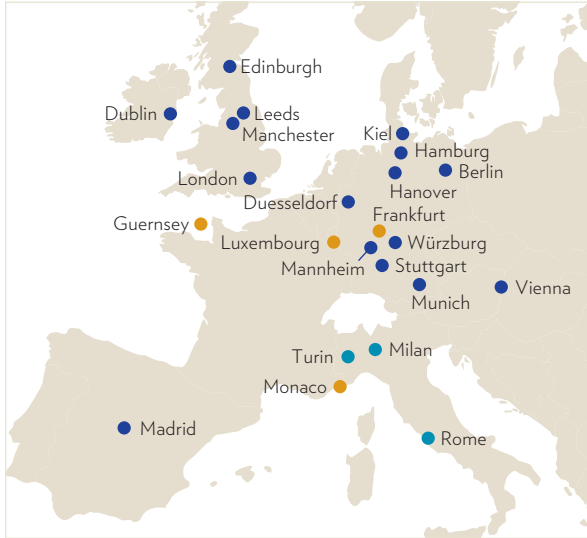 Edinburgh
Dublin
Leeds
Manchester
Kiel
Hamburg
Berlin
London
Hanover
Duesseldorf
Guernsey
Frankfurt
Luxembourg
Würzburg
Mannheim
Stuttgart
Munich
Vienna
Turin
Milan
Monaco
Madrid
Rome